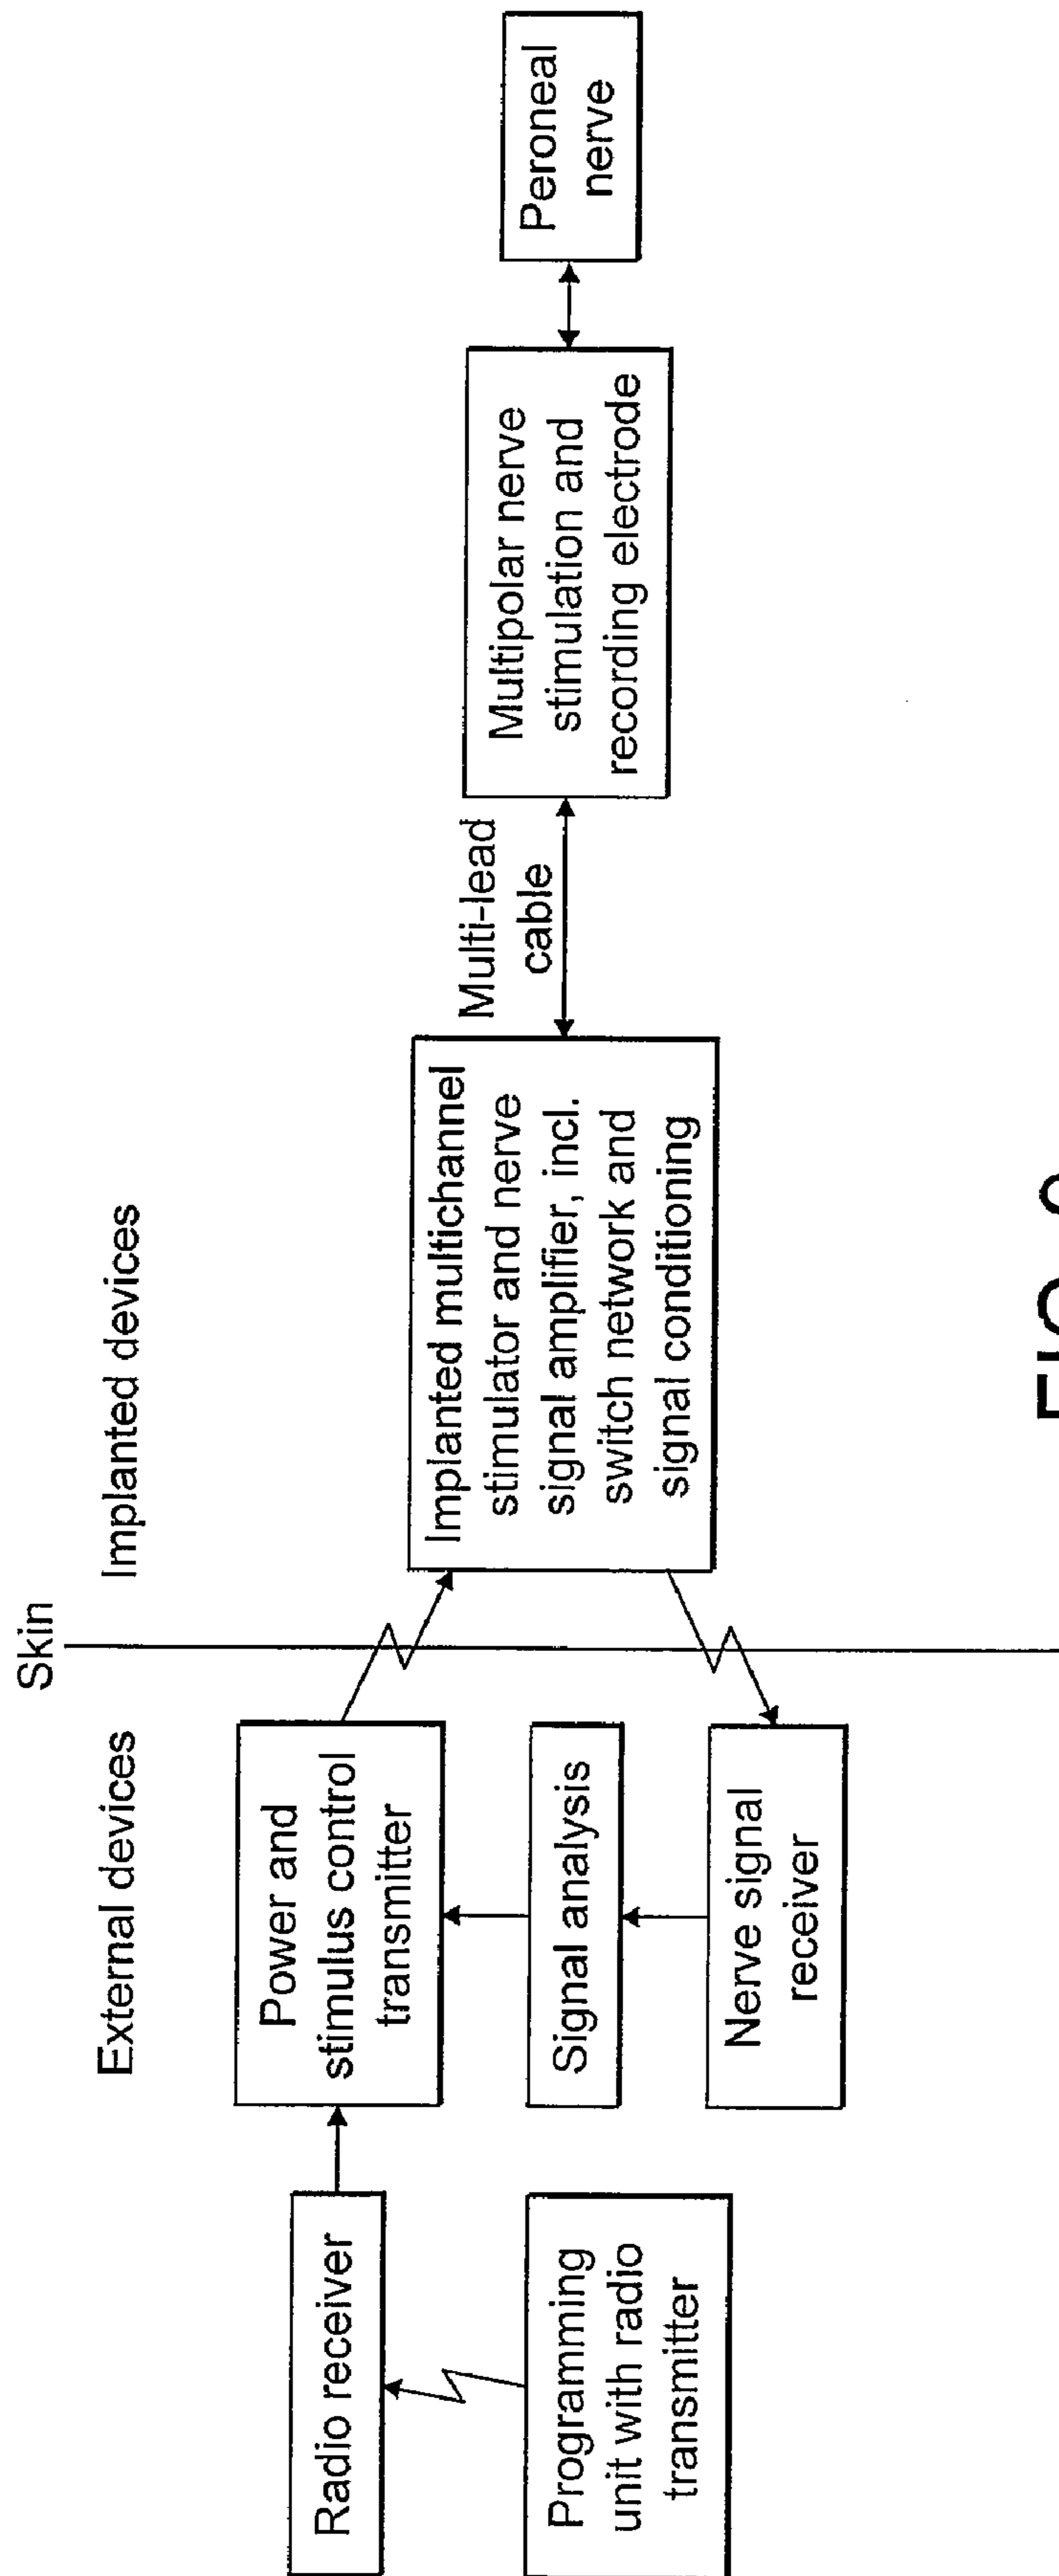 Skin
External devices
Implanted devices
Radio receiver
Programming
unit with radio
transmitter
Power and
stimulus control
transmitter
Signal analysis
Nerve signal
receiver
Implanted multichannel
stimulator and nerve
signal amplifier, incl.
switch network and
signal conditioning
Multi-lead
cable
Multipolar nerve
stimulation and
recording electrode
Peroneal
nerve
FIG